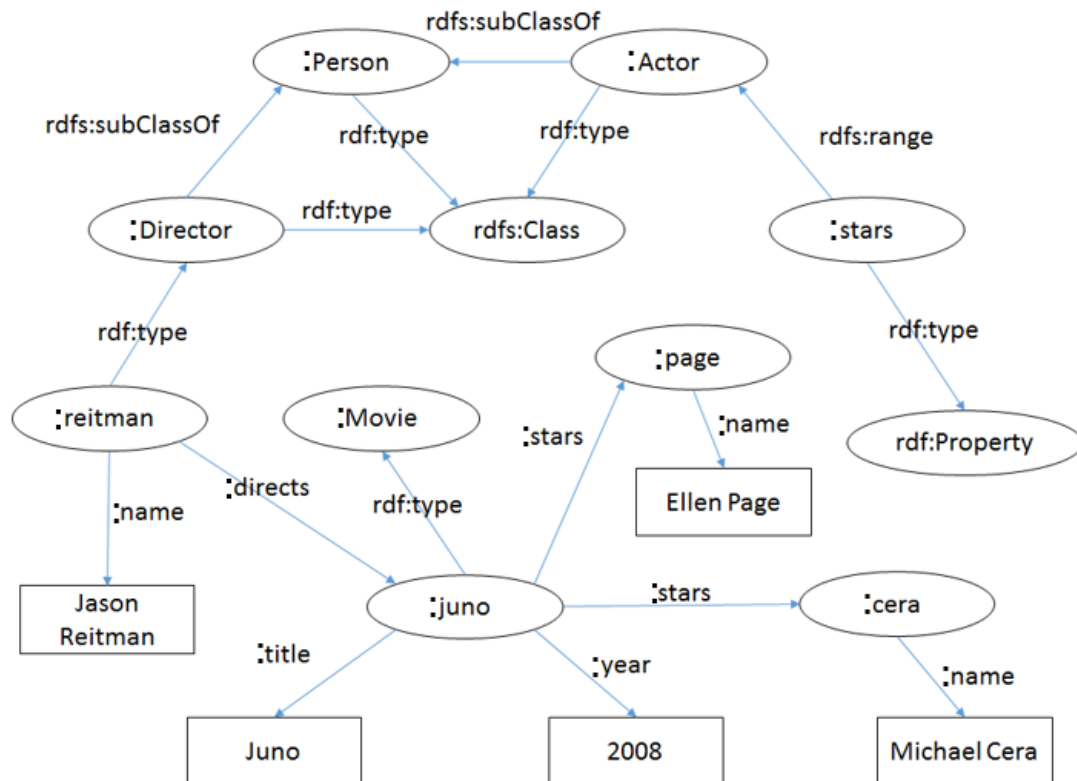 rdfs:subClassOf
:Person
:Actor
rdfs:subClassOf
rdf:type
rdf:type
rdfs:range
:Director
rdf:type
rdfs:Class
:stars
rdf:type
rdf:type
:page
:reitman
:Movie
:stars
:name
rdf:Property
:directs
rdf:type
Ellen Page
:name
Jason
Reitman
:juno
:stars
:cera
:title
:year
:name
Juno
2008
Michael Cera